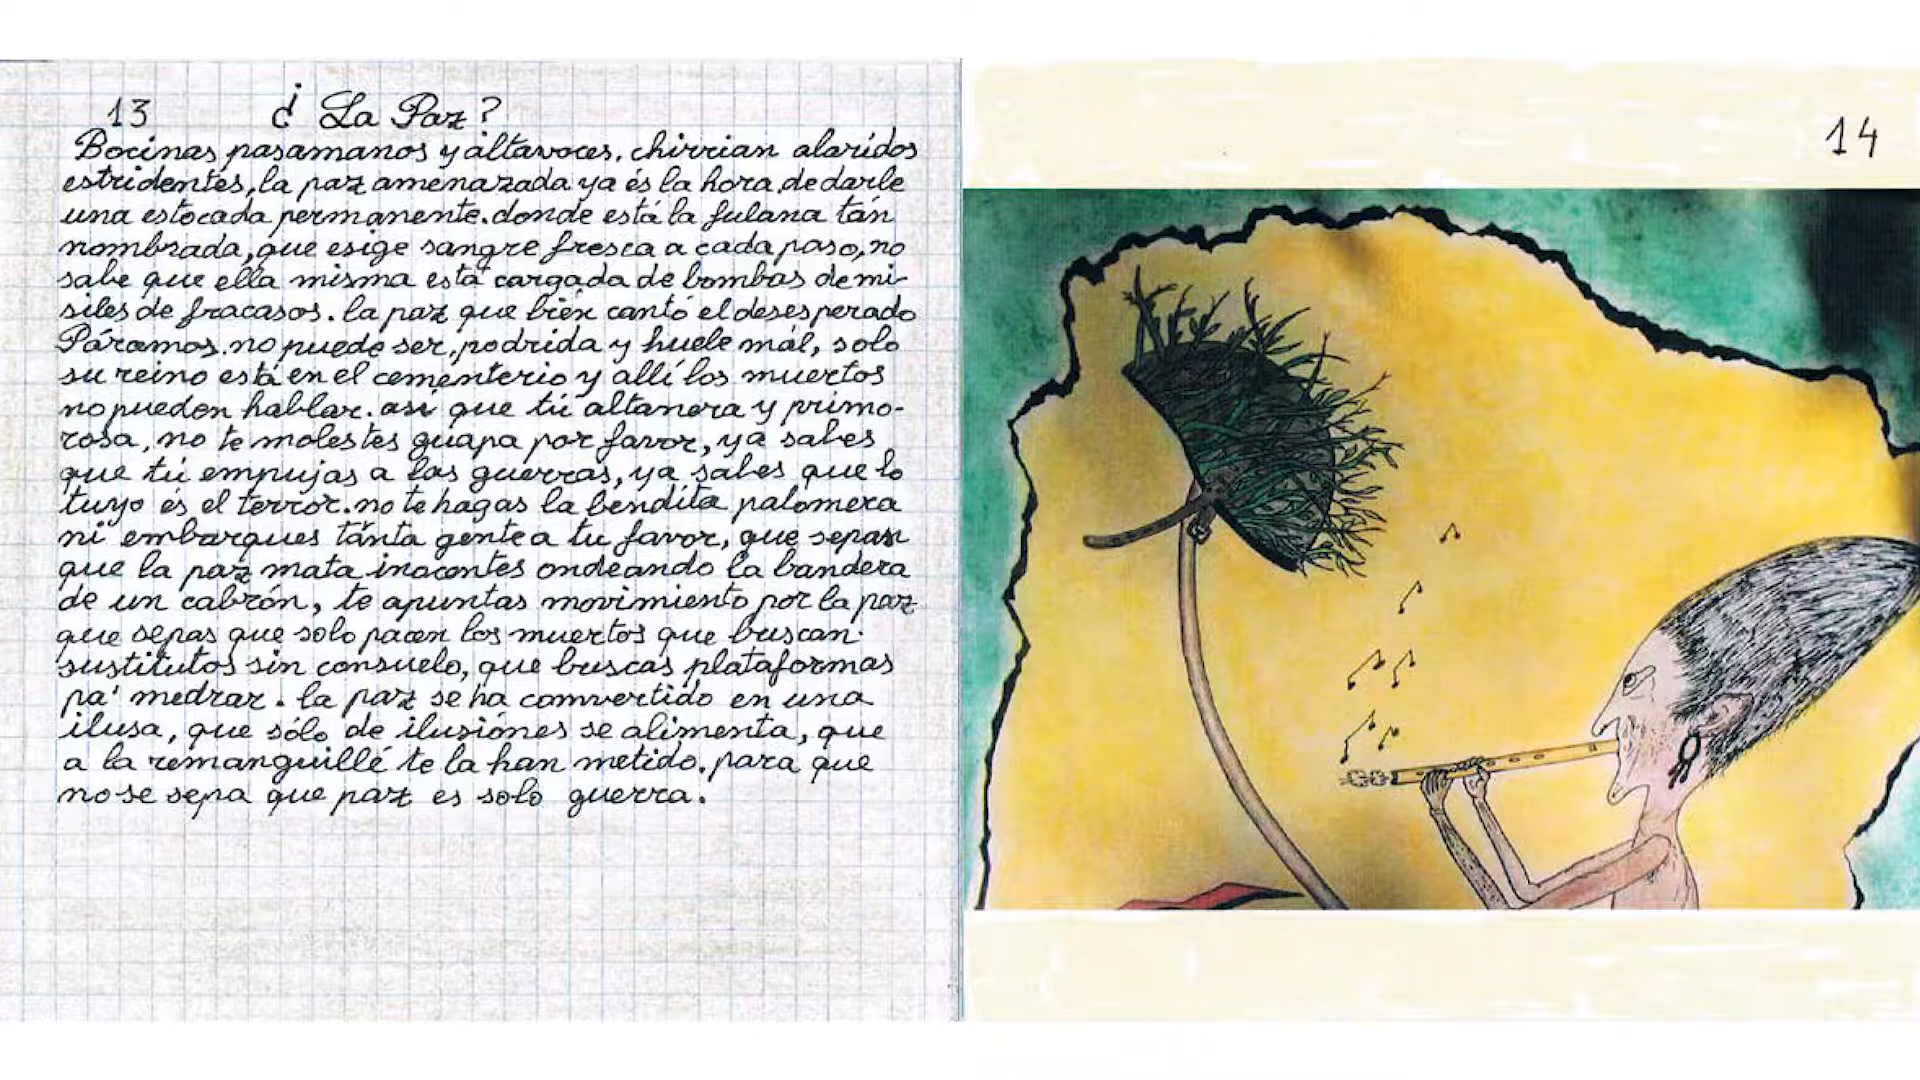 13 ¿ La Paz?
Bocinas pasamanos y altavoces. chirrian alaridos
estridentes, la paz amenazada ya és la hora de darle
una estocada permanente. donde está la fulana tán
nombrada, que esige sangre fresca a cada paso, no
sabe que ella misma está cargada de bombas de mi-
siles de fracasos. la paz que bién cantó el desesperado
Páramos. no puede ser, podrida y huele mál, solo
su reino está en el cementerio y allí los muertos
no pueden hablar. asi que tú altanera y primo-
rosa, no te molestes guapa por favor, ya sabes
que tú empujas a las guerras, ya sabes que lo
tuyo és el terror. no te hagas la bendita palomera
ni embarques tánta gente a tu favor, que sepan
que la paz mata inocentes ondeando la bandera
de un cabrón, te apuntas movimiento por la paz
que sepas que solo pacen los muertos que buscan
sustitutos sin consuelo, que buscas plataformas
pa' medrar. la paz se ha comvertido en una
ilusa, que sólo de ilusiónes se alimenta, que
a la remanguillé te la han metido. para que
no se sepa que paz es solo guerra.
14